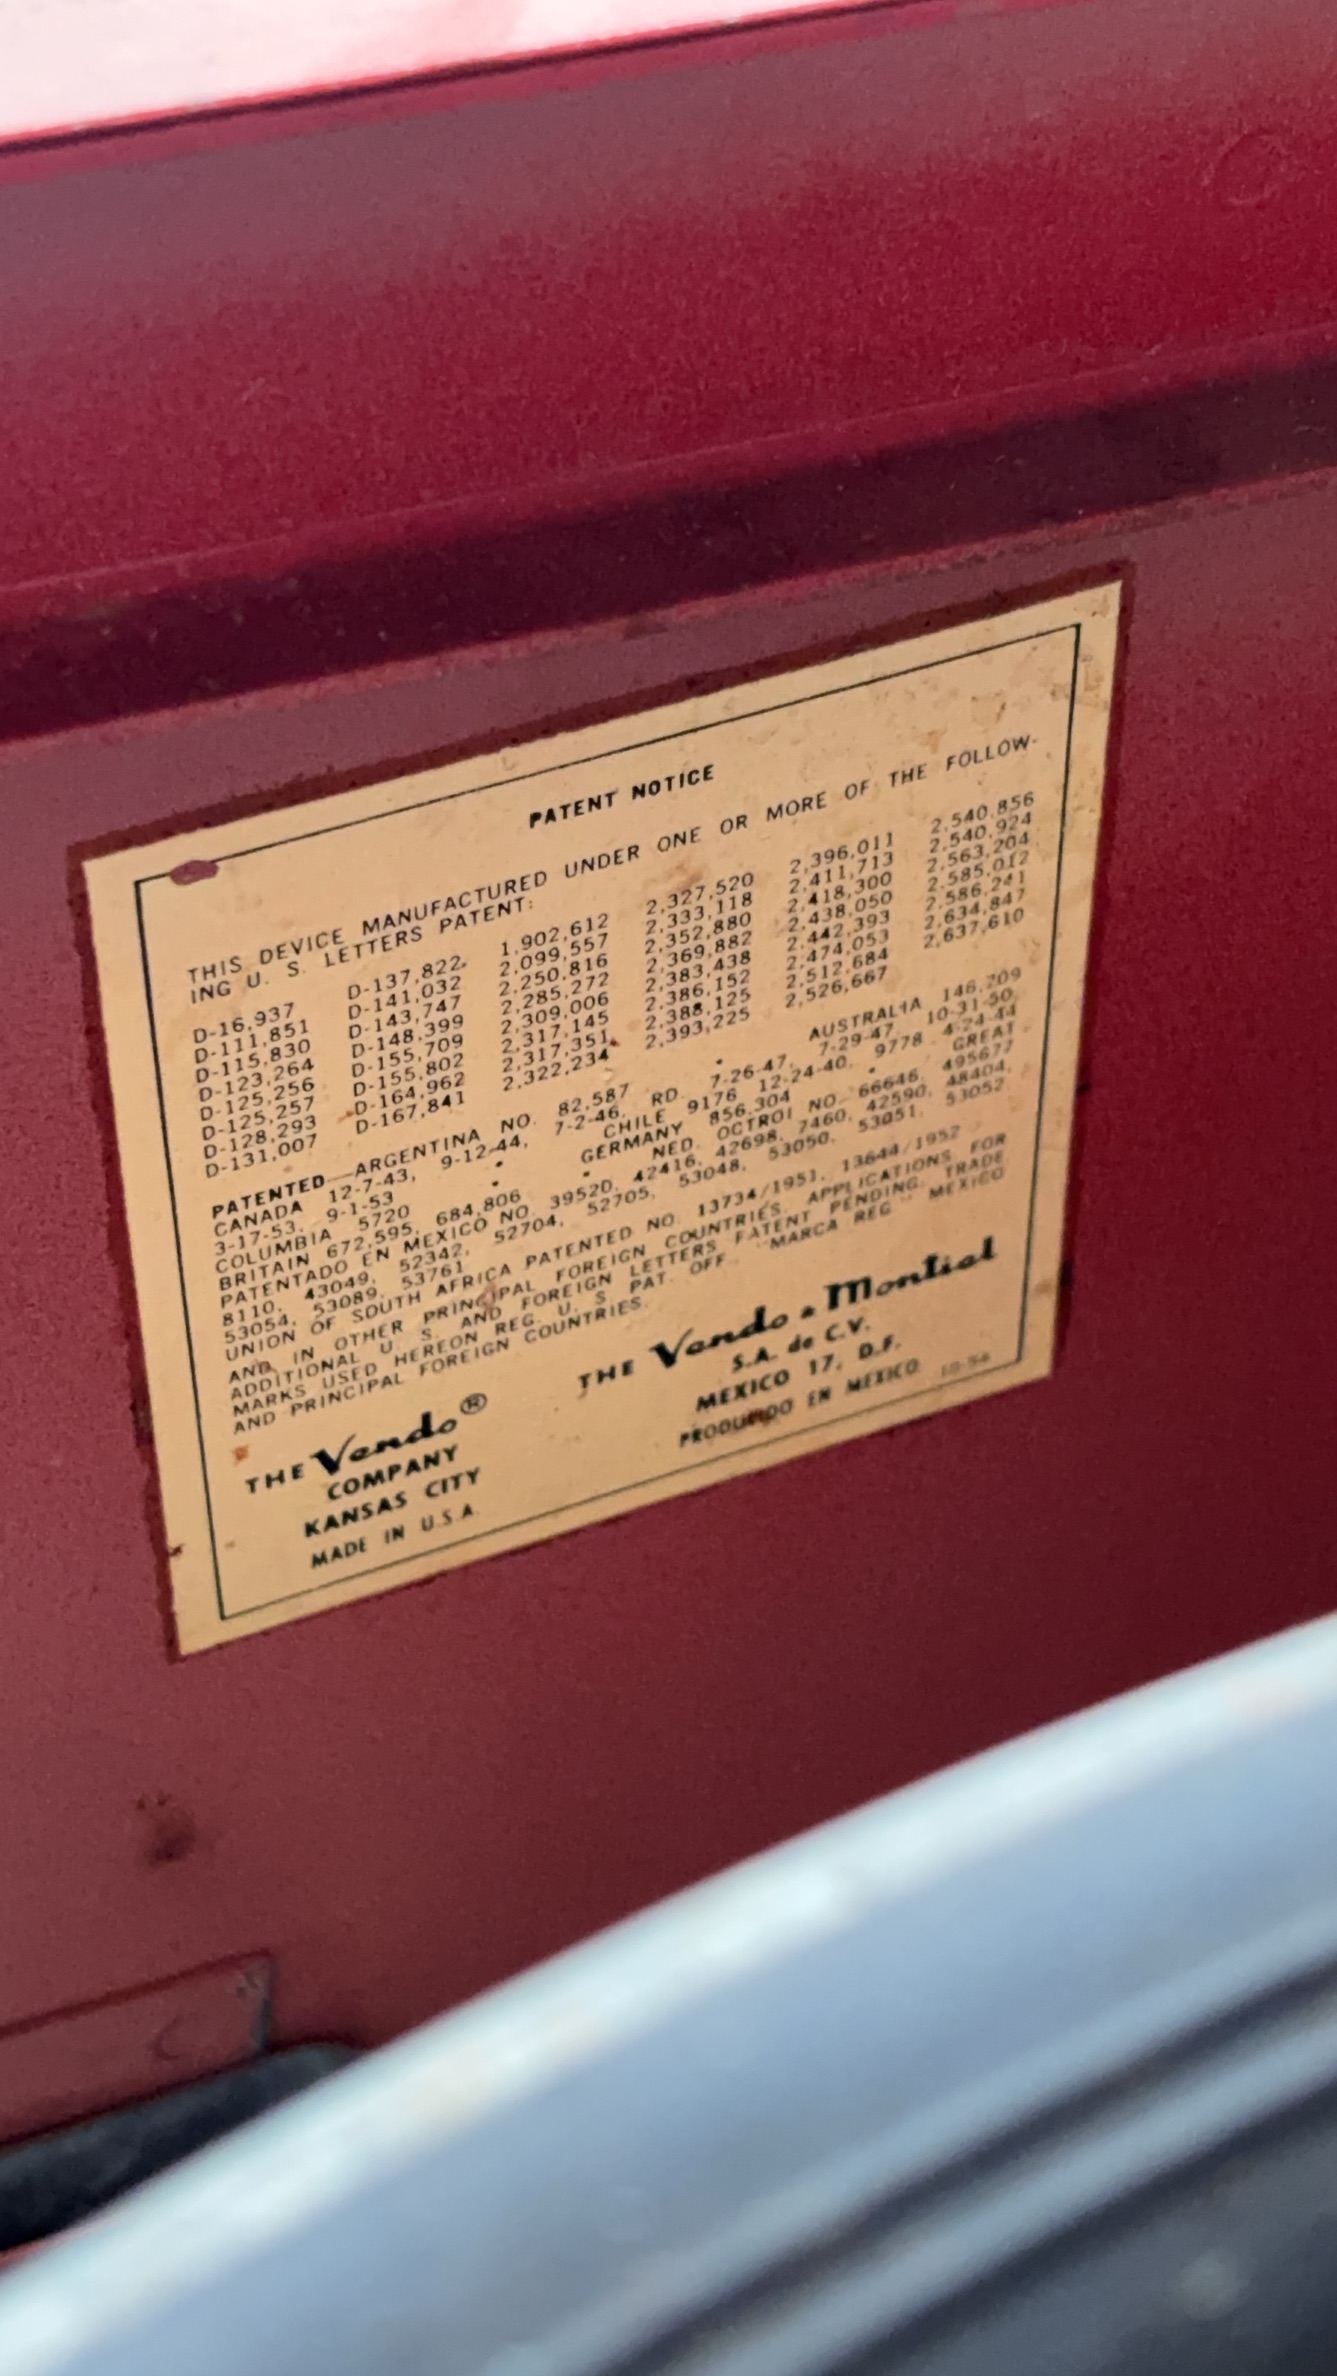 PATENT NOTICE
THIS DEVICE MANUFACTURED UNDER ONE OR MORE OF THE FOLLOW-
ING U. S. LETTERS PATENT:
D-16,937 D-137,822, 1,902,612 2,327,520 2,396,011 2,540,856
D-111,851 D-141,032 2,099,557 2,333,118 2,411,713 2,540,924
D-115,830 D-143,747 2,250,816 2,352,880 2,418,300 2,563,204
D-123,264 D-148,399 2,285,272 2,369,882 2,438,050 2,585,012
D-125,256 D-155,709 2,309,006 2,383,438 2,442,393 2,586,241
D-125,257 D-155,802 2,317,145 2,386,152 2,474,053 2,634,847
D-128,293 D-164,962 2,317,351 2,388,125 2,512,684 2,637,610
D-131,007 D-167,841 2,322,234 2,393,225 2,526,667
PATENTED—ARGENTINA NO. 82,587 • AUSTRALIA 146,209
CANADA 12-7-43, 9-12-44, 7-2-46, RD. 7-26-47, 7-29-47, 10-31-50,
3-17-53, 9-1-53 • CHILE 9176 12-24-40, 9778 4-24-44
COLUMBIA 5720 • GERMANY 856,304 • GREAT
BRITAIN 672,595, 684,806 • NED. OCTROI NO. 66646, 495677
PATENTADO EN MEXICO NO. 39520, 42416, 42698, 7460, 42590, 48404,
8110, 43049, 52342, 52704, 52705, 53048, 53050, 53051, 53052
53054, 53089, 53761
UNION OF SOUTH AFRICA PATENTED NO. 13734/1951, 13644/1952
AND IN OTHER PRINCIPAL FOREIGN COUNTRIES. APPLICATIONS FOR
ADDITIONAL U. S. AND FOREIGN LETTERS PATENT PENDING. TRADE
MARKS USED HEREON REG. U. S. PAT. OFF., "MARCA REG." MEXICO
AND PRINCIPAL FOREIGN COUNTRIES.
THE Vendo®
COMPANY
KANSAS CITY
MADE IN U.S.A.
THE Vendo • Montiel
S.A. de C.V.
MEXICO 17, D.F.
PRODUCIDO EN MEXICO 10-54